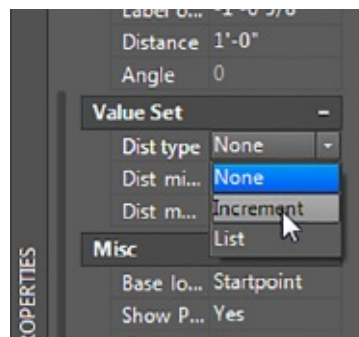 Distance 1'-0"
Angle 0
Value Set -
Dist type None
Dist mi... None
Dist m... Increment
List
Misc
Base lo... Startpoint
Show P... Yes